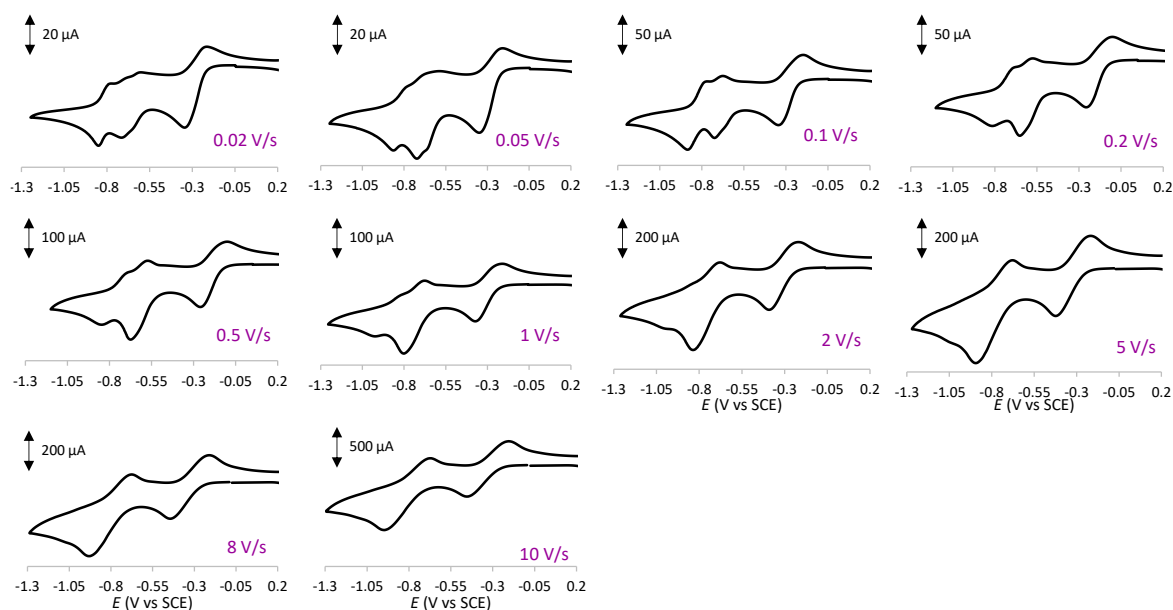 20 µA
20 µA
50 µA
50 µA
0.02 V/s
0.05 V/s
0.1 V/s
0.2 V/s
-1.3 -1.05 -0.8 -0.55 -0.3 -0.05 0.2
-1.3 -1.05 -0.8 -0.55 -0.3 -0.05 0.2
-1.3 -1.05 -0.8 -0.55 -0.3 -0.05 0.2
-1.3 -1.05 -0.8 -0.55 -0.3 -0.05 0.2
100 µA
100 µA
200 µA
200 µA
0.5 V/s
1 V/s
2 V/s
5 V/s
-1.3 -1.05 -0.8 -0.55 -0.3 -0.05 0.2
-1.3 -1.05 -0.8 -0.55 -0.3 -0.05 0.2
-1.3 -1.05 -0.8 -0.55 -0.3 -0.05 0.2
-1.3 -1.05 -0.8 -0.55 -0.3 -0.05 0.2
E (V vs SCE)
E (V vs SCE)
200 µA
500 µA
8 V/s
10 V/s
-1.3 -1.05 -0.8 -0.55 -0.3 -0.05 0.2
-1.3 -1.05 -0.8 -0.55 -0.3 -0.05 0.2
E (V vs SCE)
E (V vs SCE)